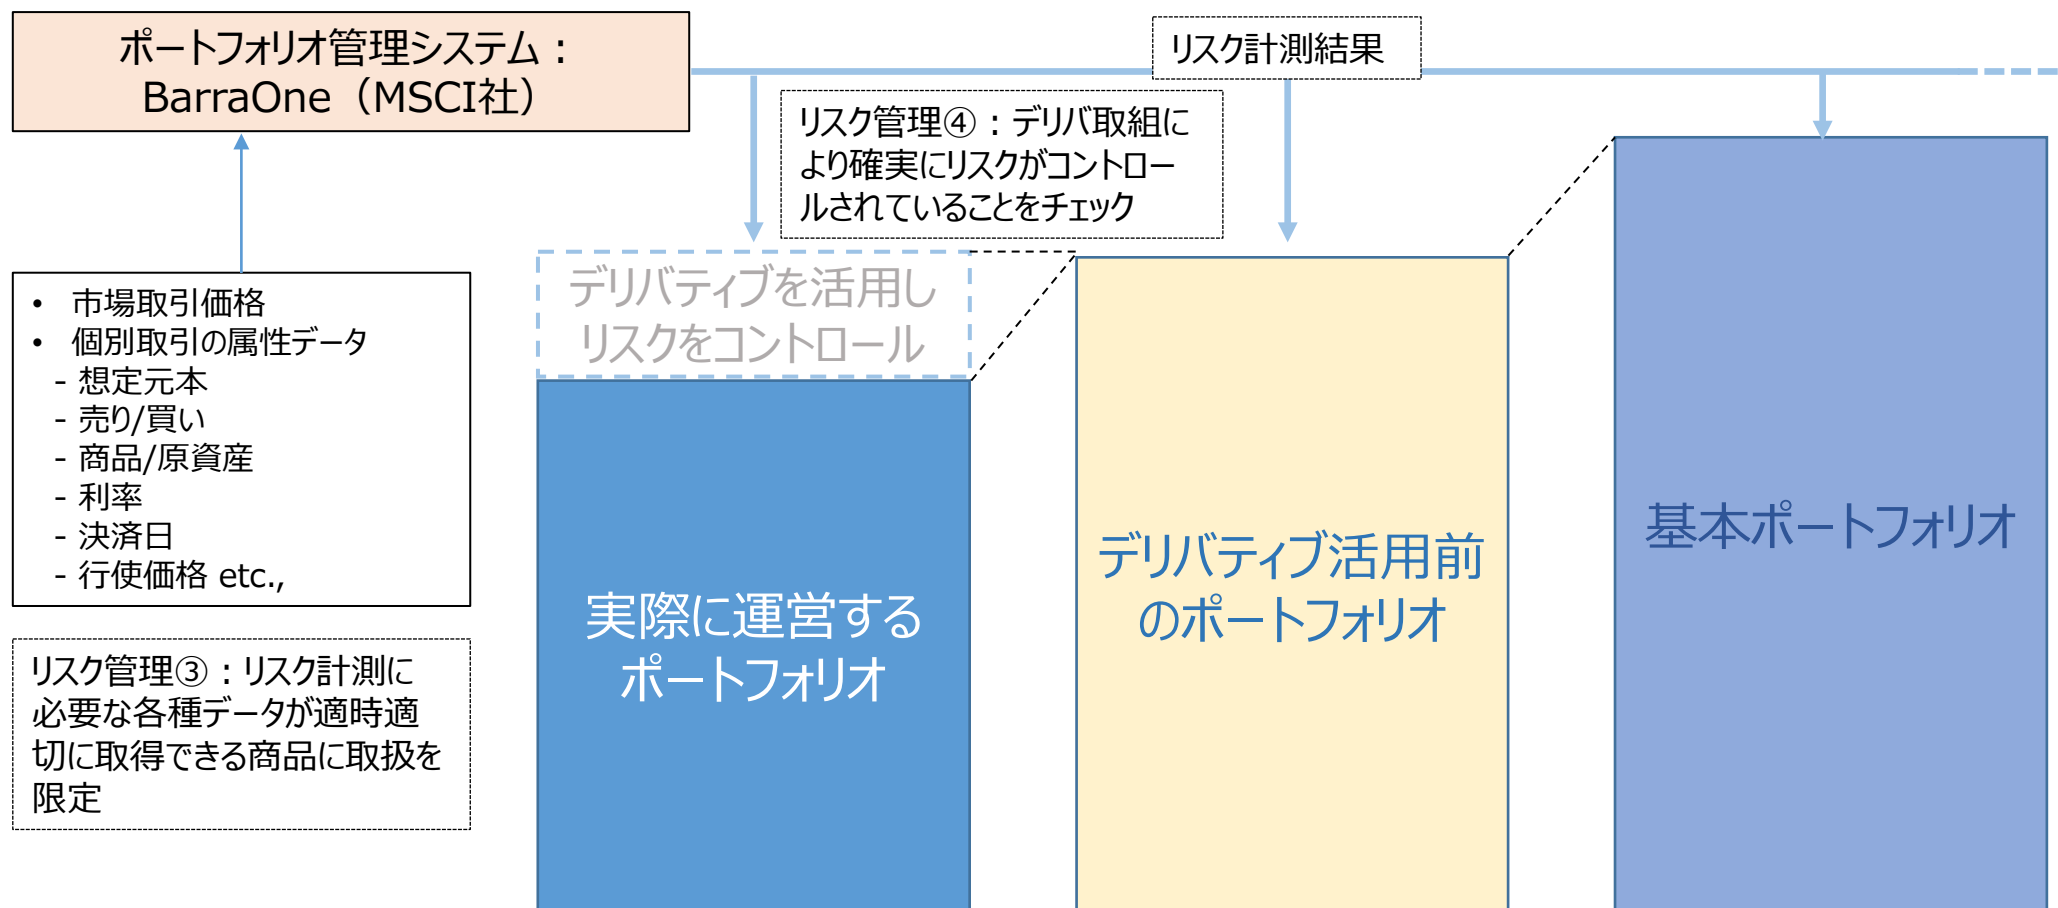 ポートフォリオ管理システム：
BarraOne（MSCI社）
リスク計測結果
リスク管理④：デリバ取組に
より確実にリスクがコントロー
ルされていることをチェック
• 市場取引価格
• 個別取引の属性データ
- 想定元本
- 売り/買い
- 商品/原資産
- 利率
- 決済日
- 行使価格 etc.,
リスク管理③：リスク計測に
必要な各種データが適時適
切に取得できる商品に取扱を
限定
デリバティブを活用し
リスクをコントロール
実際に運営する
ポートフォリオ
デリバティブ活用前
のポートフォリオ
基本ポートフォリオ